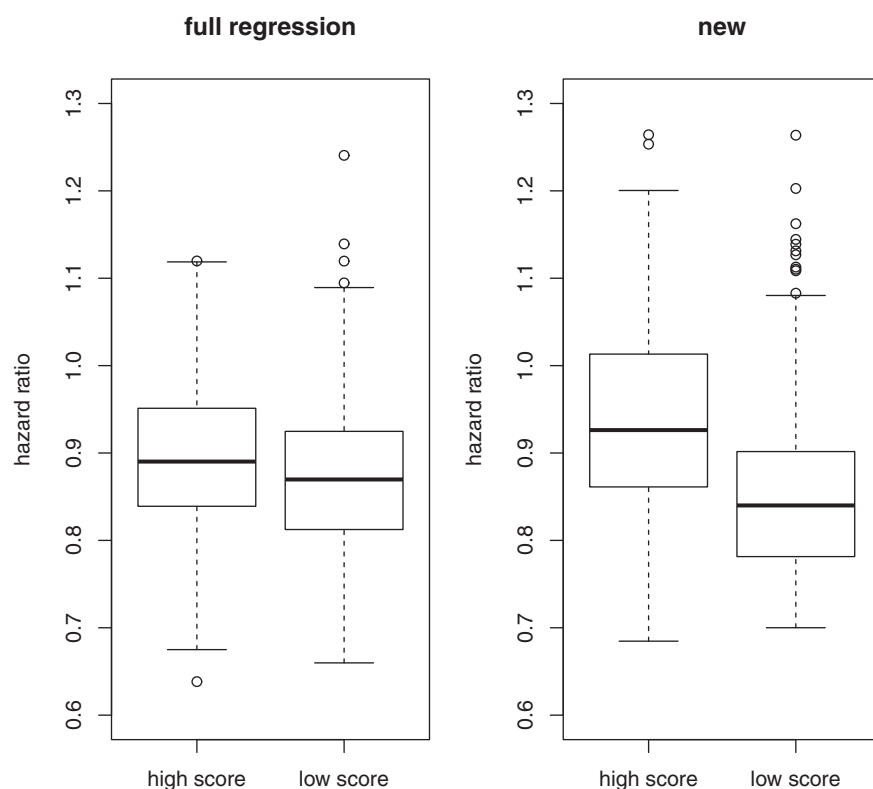 full regression
hazard ratio
1.3
1.2
1.1
1.0
0.9
0.8
0.7
0.6
high score
low score
new
hazard ratio
1.3
1.2
1.1
1.0
0.9
0.8
0.7
0.6
high score
low score